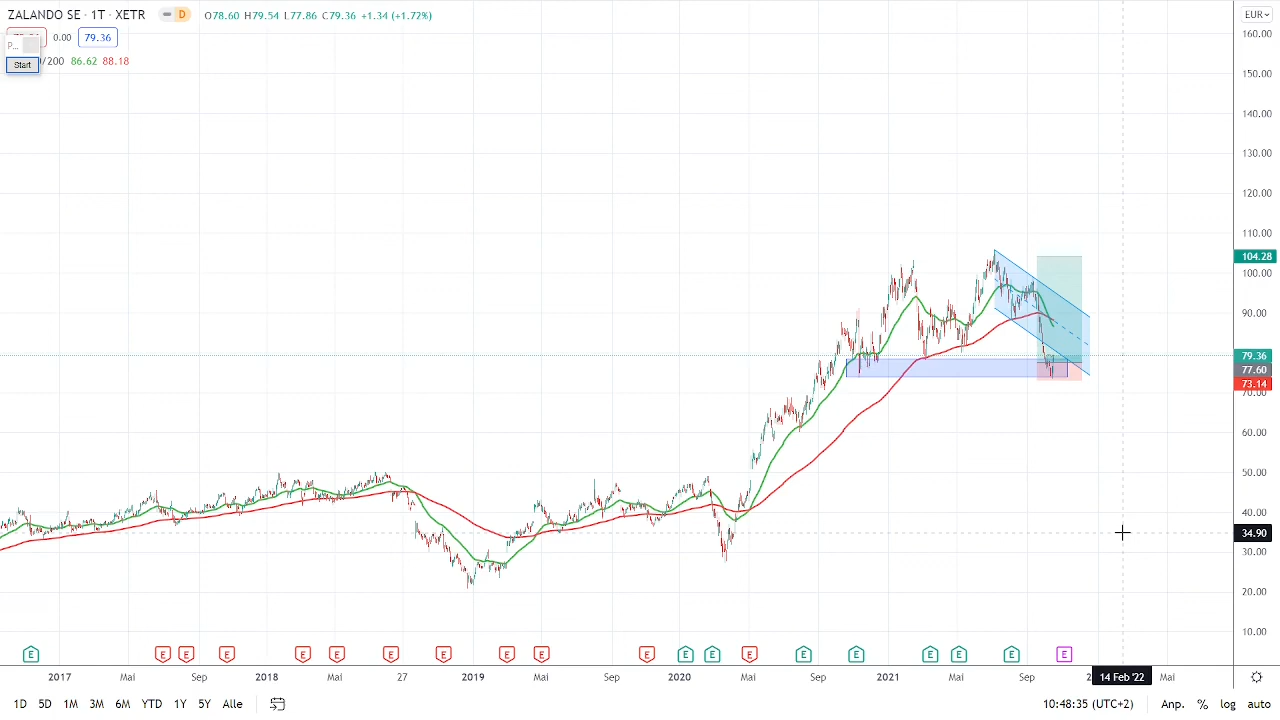 ZALANDO SE · 1T · XETR D O78.60 H79.54 L77.86 C79.36 +1.34 (+1.72%)
EUR
0.00 79.36
P...
Start
/200 86.62 88.18
160.00
150.00
140.00
130.00
120.00
110.00
104.28
100.00
90.00
79.36
77.60
73.14
70.00
60.00
50.00
40.00
34.90
30.00
20.00
10.00
E E E E E E E E E E E E E E E E E E E E
2017 Mai Sep 2018 Mai 27 2019 Mai Sep 2020 Mai Sep 2021 Mai Sep 14 Feb '22 Mai
1D 5D 1M 3M 6M YTD 1Y 5Y Alle 10:48:35 (UTC+2) Anp. % log auto